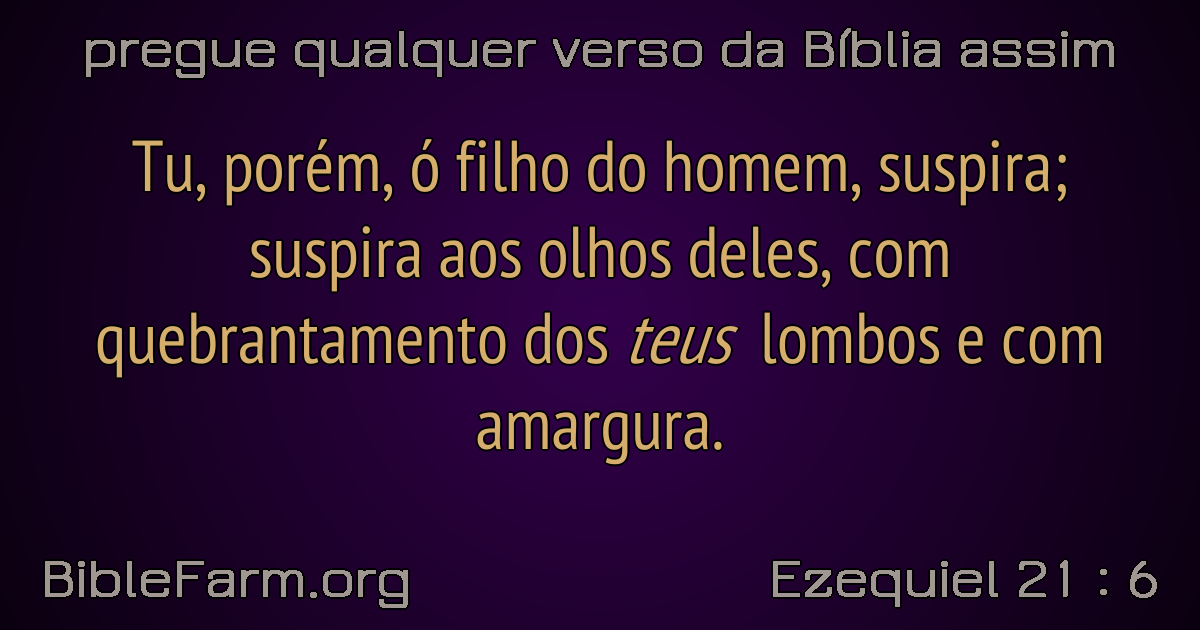 pregue qualquer verso da Bíblia assim
Tu, porém, ó filho do homem, suspira;
suspira aos olhos deles, com
quebrantamento dos teus lombos e com
amargura.
BibleFarm.org
Ezequiel 21 : 6